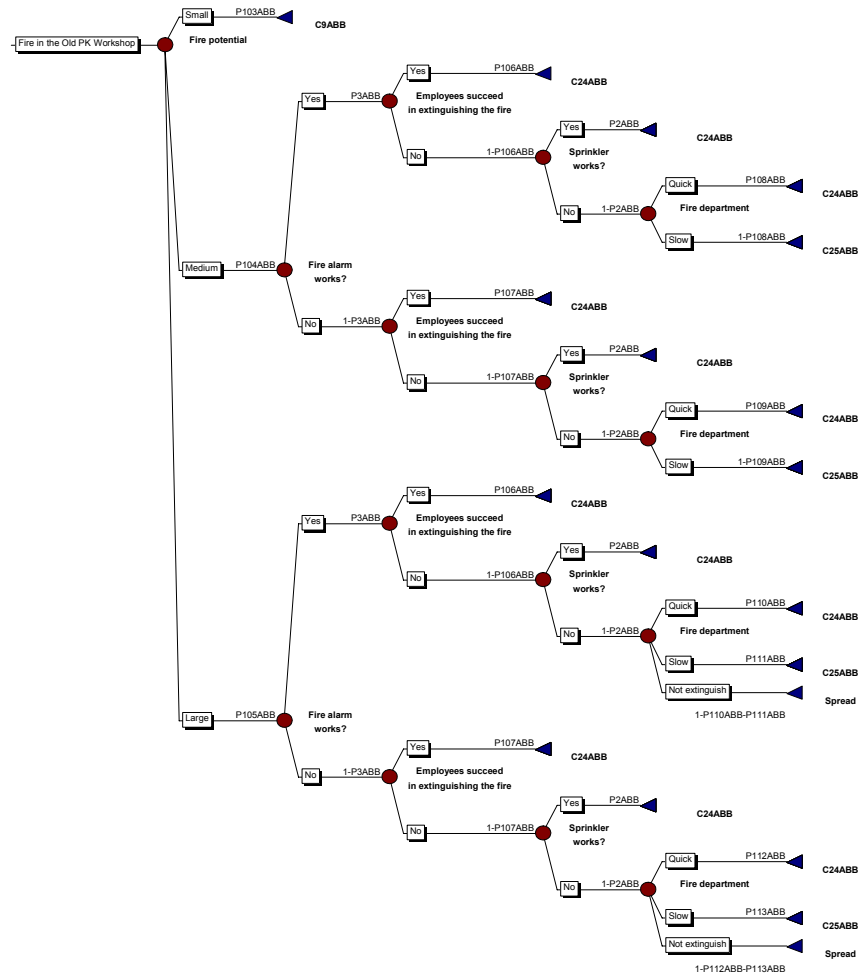 Small
P103ABB
C9ABB
Fire in the Old PK Workshop
Fire potential
Yes
P106ABB
C24ABB
Employees succeed
in extinguishing the fire
Yes
P3ABB
Yes
P2ABB
C24ABB
No
1-P106ABB
Sprinkler
works?
Quick
P108ABB
C24ABB
No
1-P2ABB
Fire department
Slow
1-P108ABB
C25ABB
Medium
P104ABB
Fire alarm
works?
Yes
P107ABB
C24ABB
No
1-P3ABB
Employees succeed
in extinguishing the fire
Yes
P2ABB
C24ABB
No
1-P107ABB
Sprinkler
works?
Quick
P109ABB
C24ABB
No
1-P2ABB
Fire department
Slow
1-P109ABB
C25ABB
Yes
P106ABB
C24ABB
Yes
P3ABB
Employees succeed
in extinguishing the fire
Yes
P2ABB
C24ABB
No
1-P106ABB
Sprinkler
works?
Quick
P110ABB
C24ABB
No
1-P2ABB
Fire department
Slow
P111ABB
C25ABB
Not extinguish
Spread
1-P110ABB-P111ABB
Large
P105ABB
Fire alarm
works?
Yes
P107ABB
C24ABB
No
1-P3ABB
Employees succeed
in extinguishing the fire
Yes
P2ABB
C24ABB
No
1-P107ABB
Sprinkler
works?
Quick
P112ABB
C24ABB
No
1-P2ABB
Fire department
Slow
P113ABB
C25ABB
Not extinguish
Spread
1-P112ABB-P113ABB